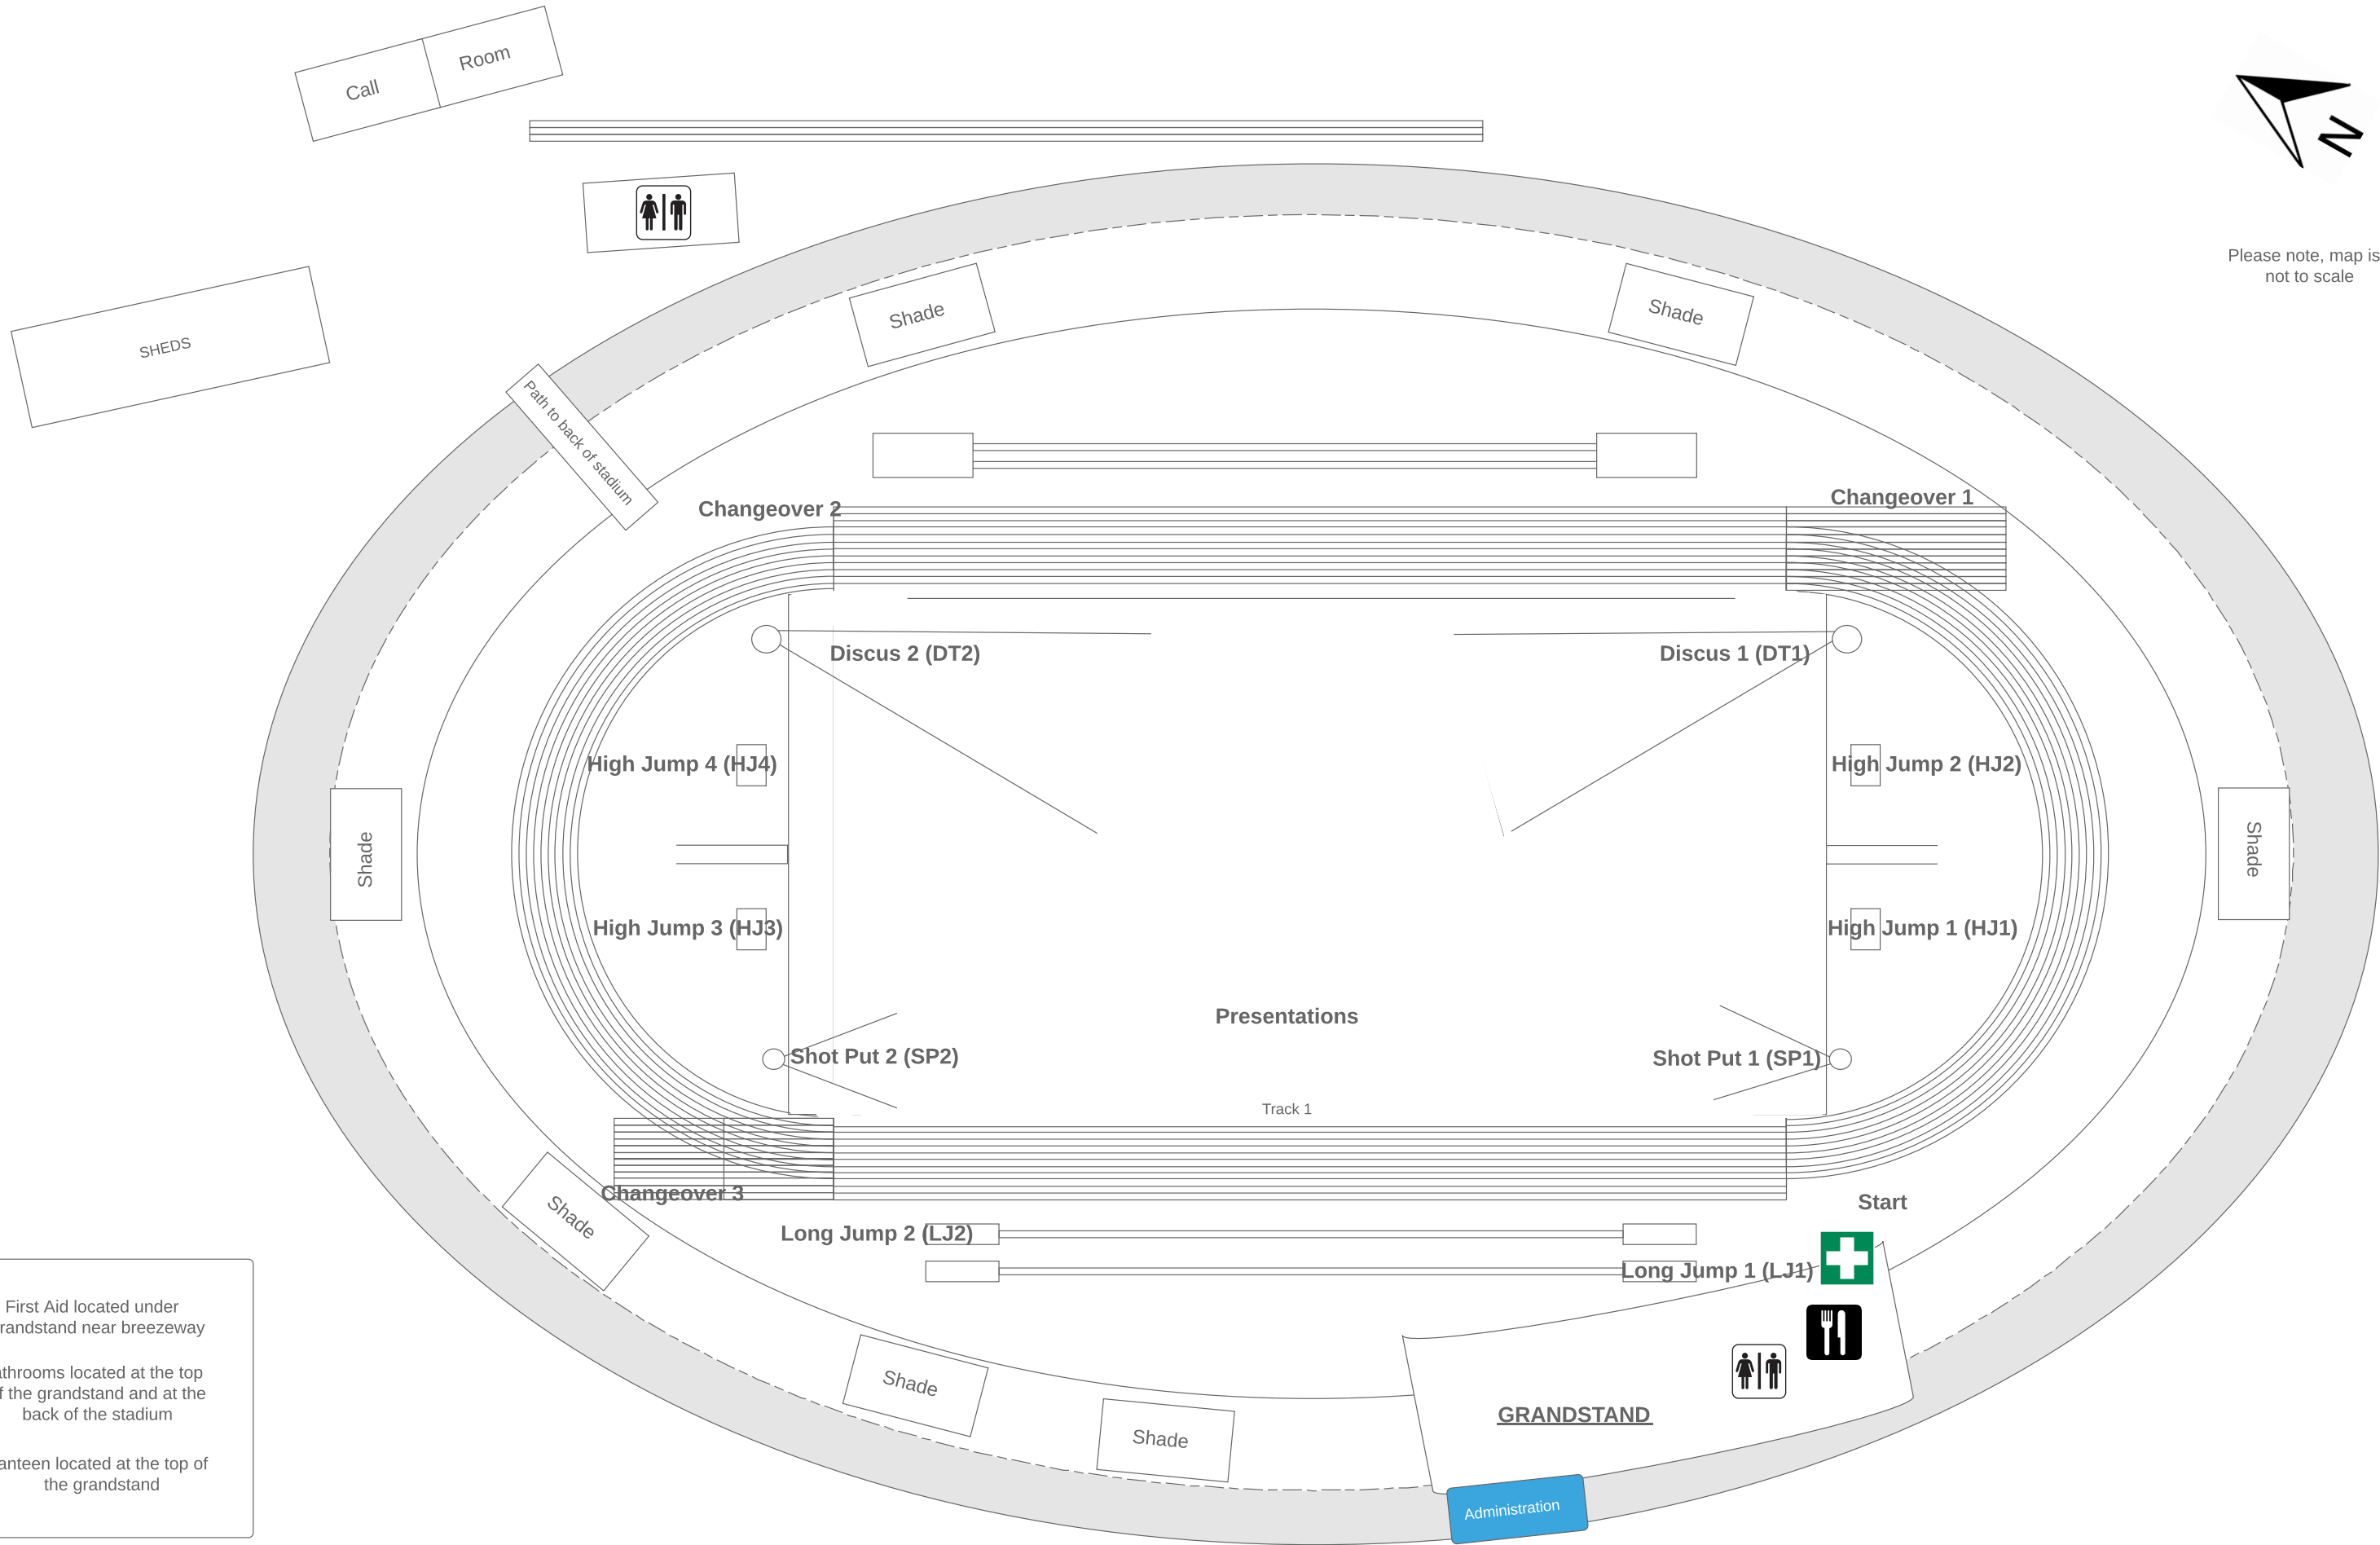 Call
Room
N
Please note, map is
not to scale
SHEDS
Path to back of stadium
Shade
Shade
Changeover 2
Changeover 1
Discus 2 (DT2)
Discus 1 (DT1)
High Jump 4 (HJ4)
High Jump 2 (HJ2)
Shade
Shade
High Jump 3 (HJ3)
High Jump 1 (HJ1)
Presentations
Shot Put 2 (SP2)
Shot Put 1 (SP1)
Track 1
Changeover 3
Start
Shade
Long Jump 2 (LJ2)
Long Jump 1 (LJ1)
First Aid located under
randstand near breezeway
throoms located at the top
f the grandstand and at the
back of the stadium
anteen located at the top of
the grandstand
Shade
Shade
GRANDSTAND
Administration